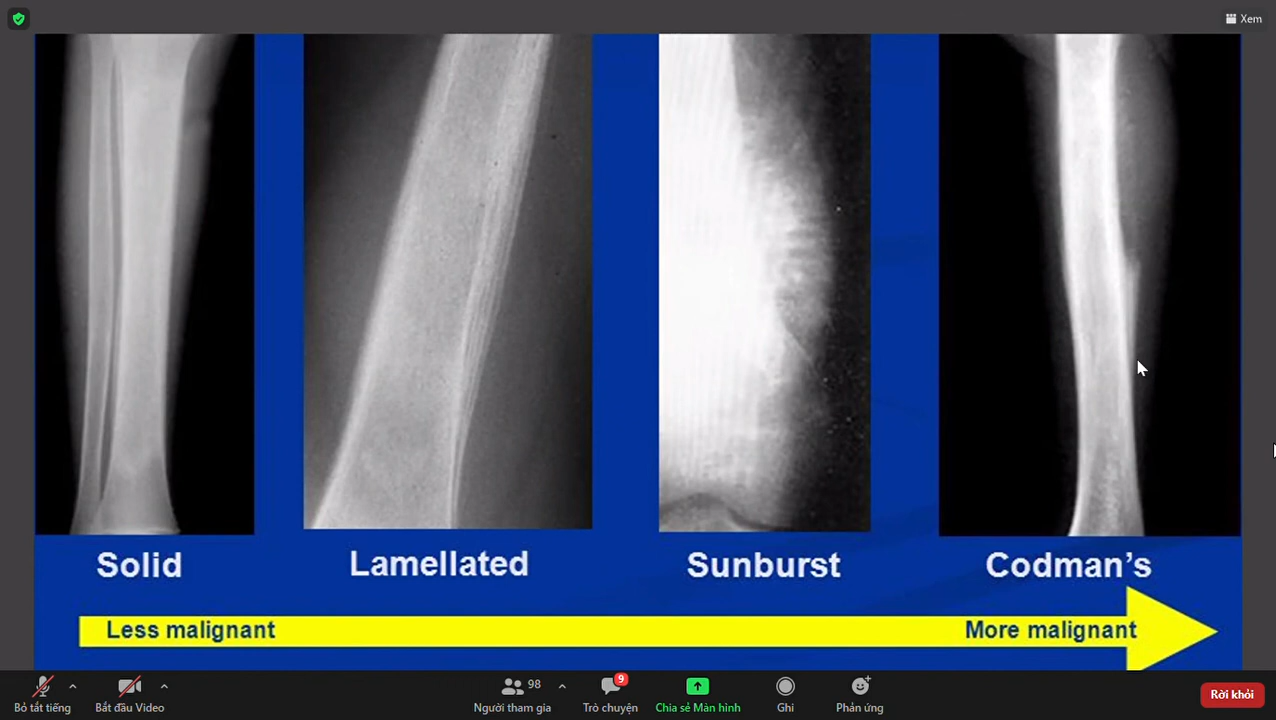 Xem
Solid
Lamellated
Sunburst
Codman's
Less malignant
More malignant
Bỏ tắt tiếng
Bắt đầu Video
98
Người tham gia
9
Trò chuyện
Chia sẻ Màn hình
Ghi
Phản ứng
Rời khỏi